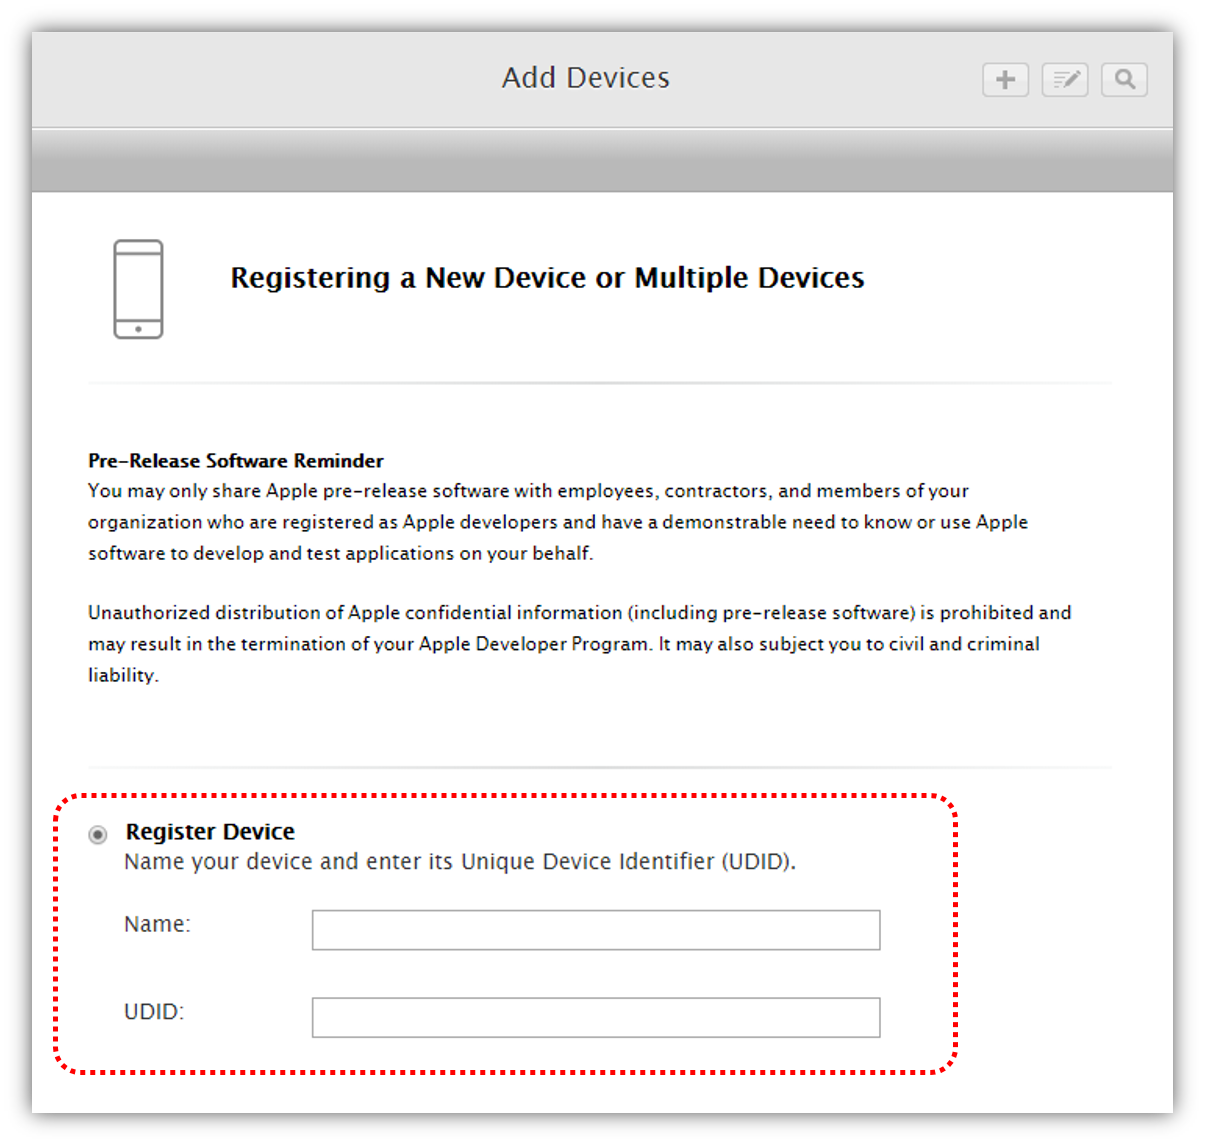 Add Devices
Registering a New Device or Multiple Devices
Pre-Release Software Reminder
You may only share Apple pre-release software with employees, contractors, and members of your
organization who are registered as Apple developers and have a demonstrable need to know or use Apple
software to develop and test applications on your behalf.
Unauthorized distribution of Apple confidential information (including pre-release software) is prohibited and
may result in the termination of your Apple Developer Program. It may also subject you to civil and criminal
liability.
Register Device
Name your device and enter its Unique Device Identifier (UDID).
Name:
UDID: